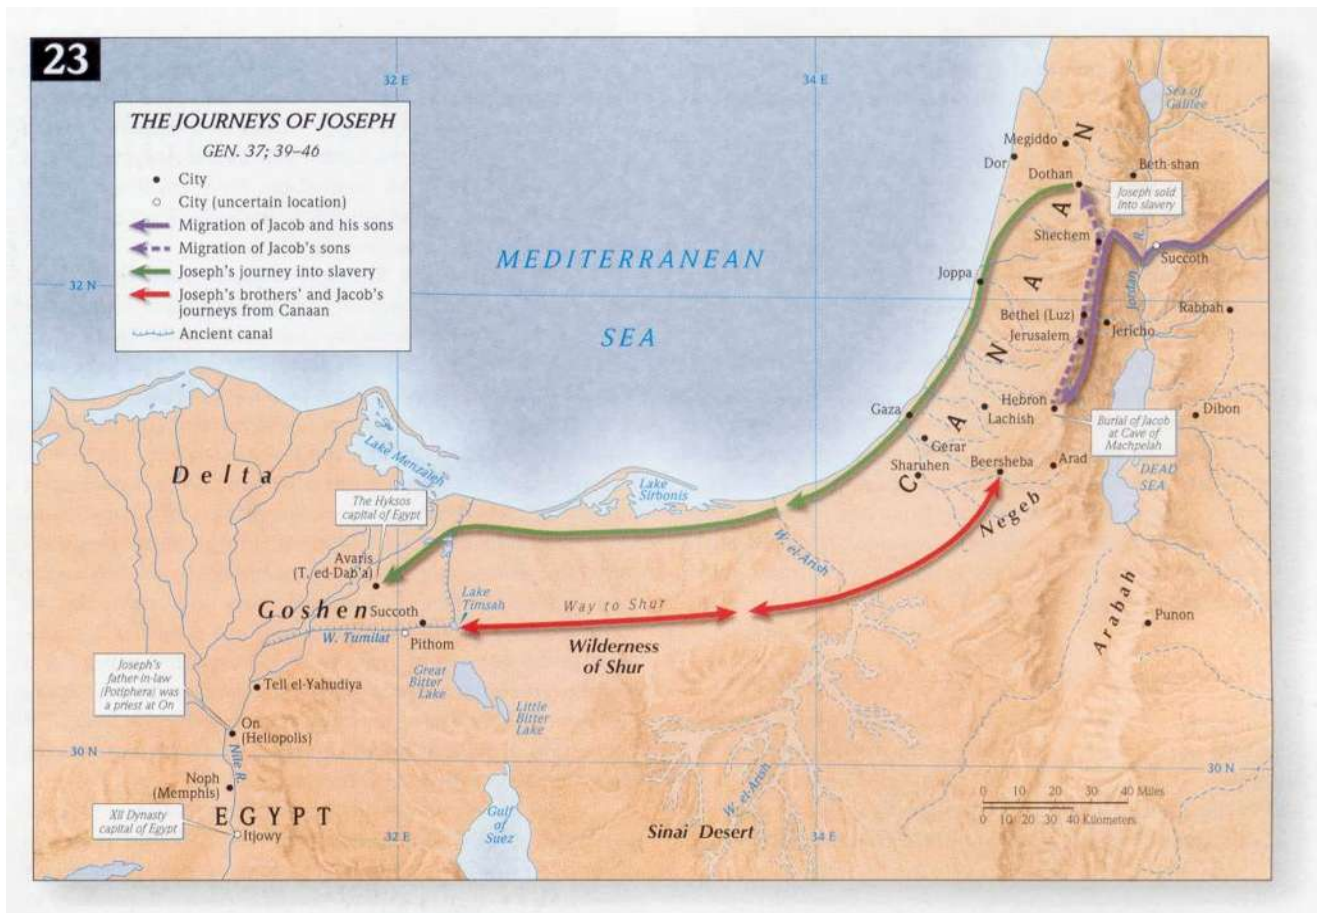 23
THE JOURNEYS OF JOSEPH
GEN. 37; 39–46
City
City (uncertain location)
Migration of Jacob and his sons
Migration of Jacob's sons
Joseph's journey into slavery
Joseph's brothers' and Jacob's
journeys from Canaan
Ancient canal
32 E
34 E
32 N
MEDITERRANEAN
SEA
Sea of
Galilee
Megiddo
Dor
Dothan
Beth-shan
Joseph sold
into slavery
Shechem
Succoth
Jordan R.
Joppa
Bethel (Luz)
Jericho
Rabbah
Jerusalem
CANAAN
Hebron
Lachish
Gaza
Gerar
Dibon
Burial of Jacob
at Cave of
Machpelah
Sharuhen
Beersheba
Arad
DEAD
SEA
Negeb
Arabah
Punon
Lake Menzaleh
Delta
The Hyksos
capital of Egypt
Lake
Sirbonis
W. el-Arish
Avaris
(T. ed-Dab'a)
Goshen
Succoth
Lake
Timsah
Way to Shur
W. Tumilat
Pithom
Wilderness
of Shur
Great
Bitter
Lake
Little
Bitter
Lake
Joseph's
father-in-law
(Potiphera) was
a priest at On
Tell el-Yahudiya
On
(Heliopolis)
30 N
30 N
Nile R.
Noph
(Memphis)
EGYPT
XII Dynasty
capital of Egypt
Itjowy
32 E
Gulf
of
Suez
W. el-Arish
Sinai Desert
34 E
0 10 20 30 40 Miles
0 10 20 30 40 Kilometers